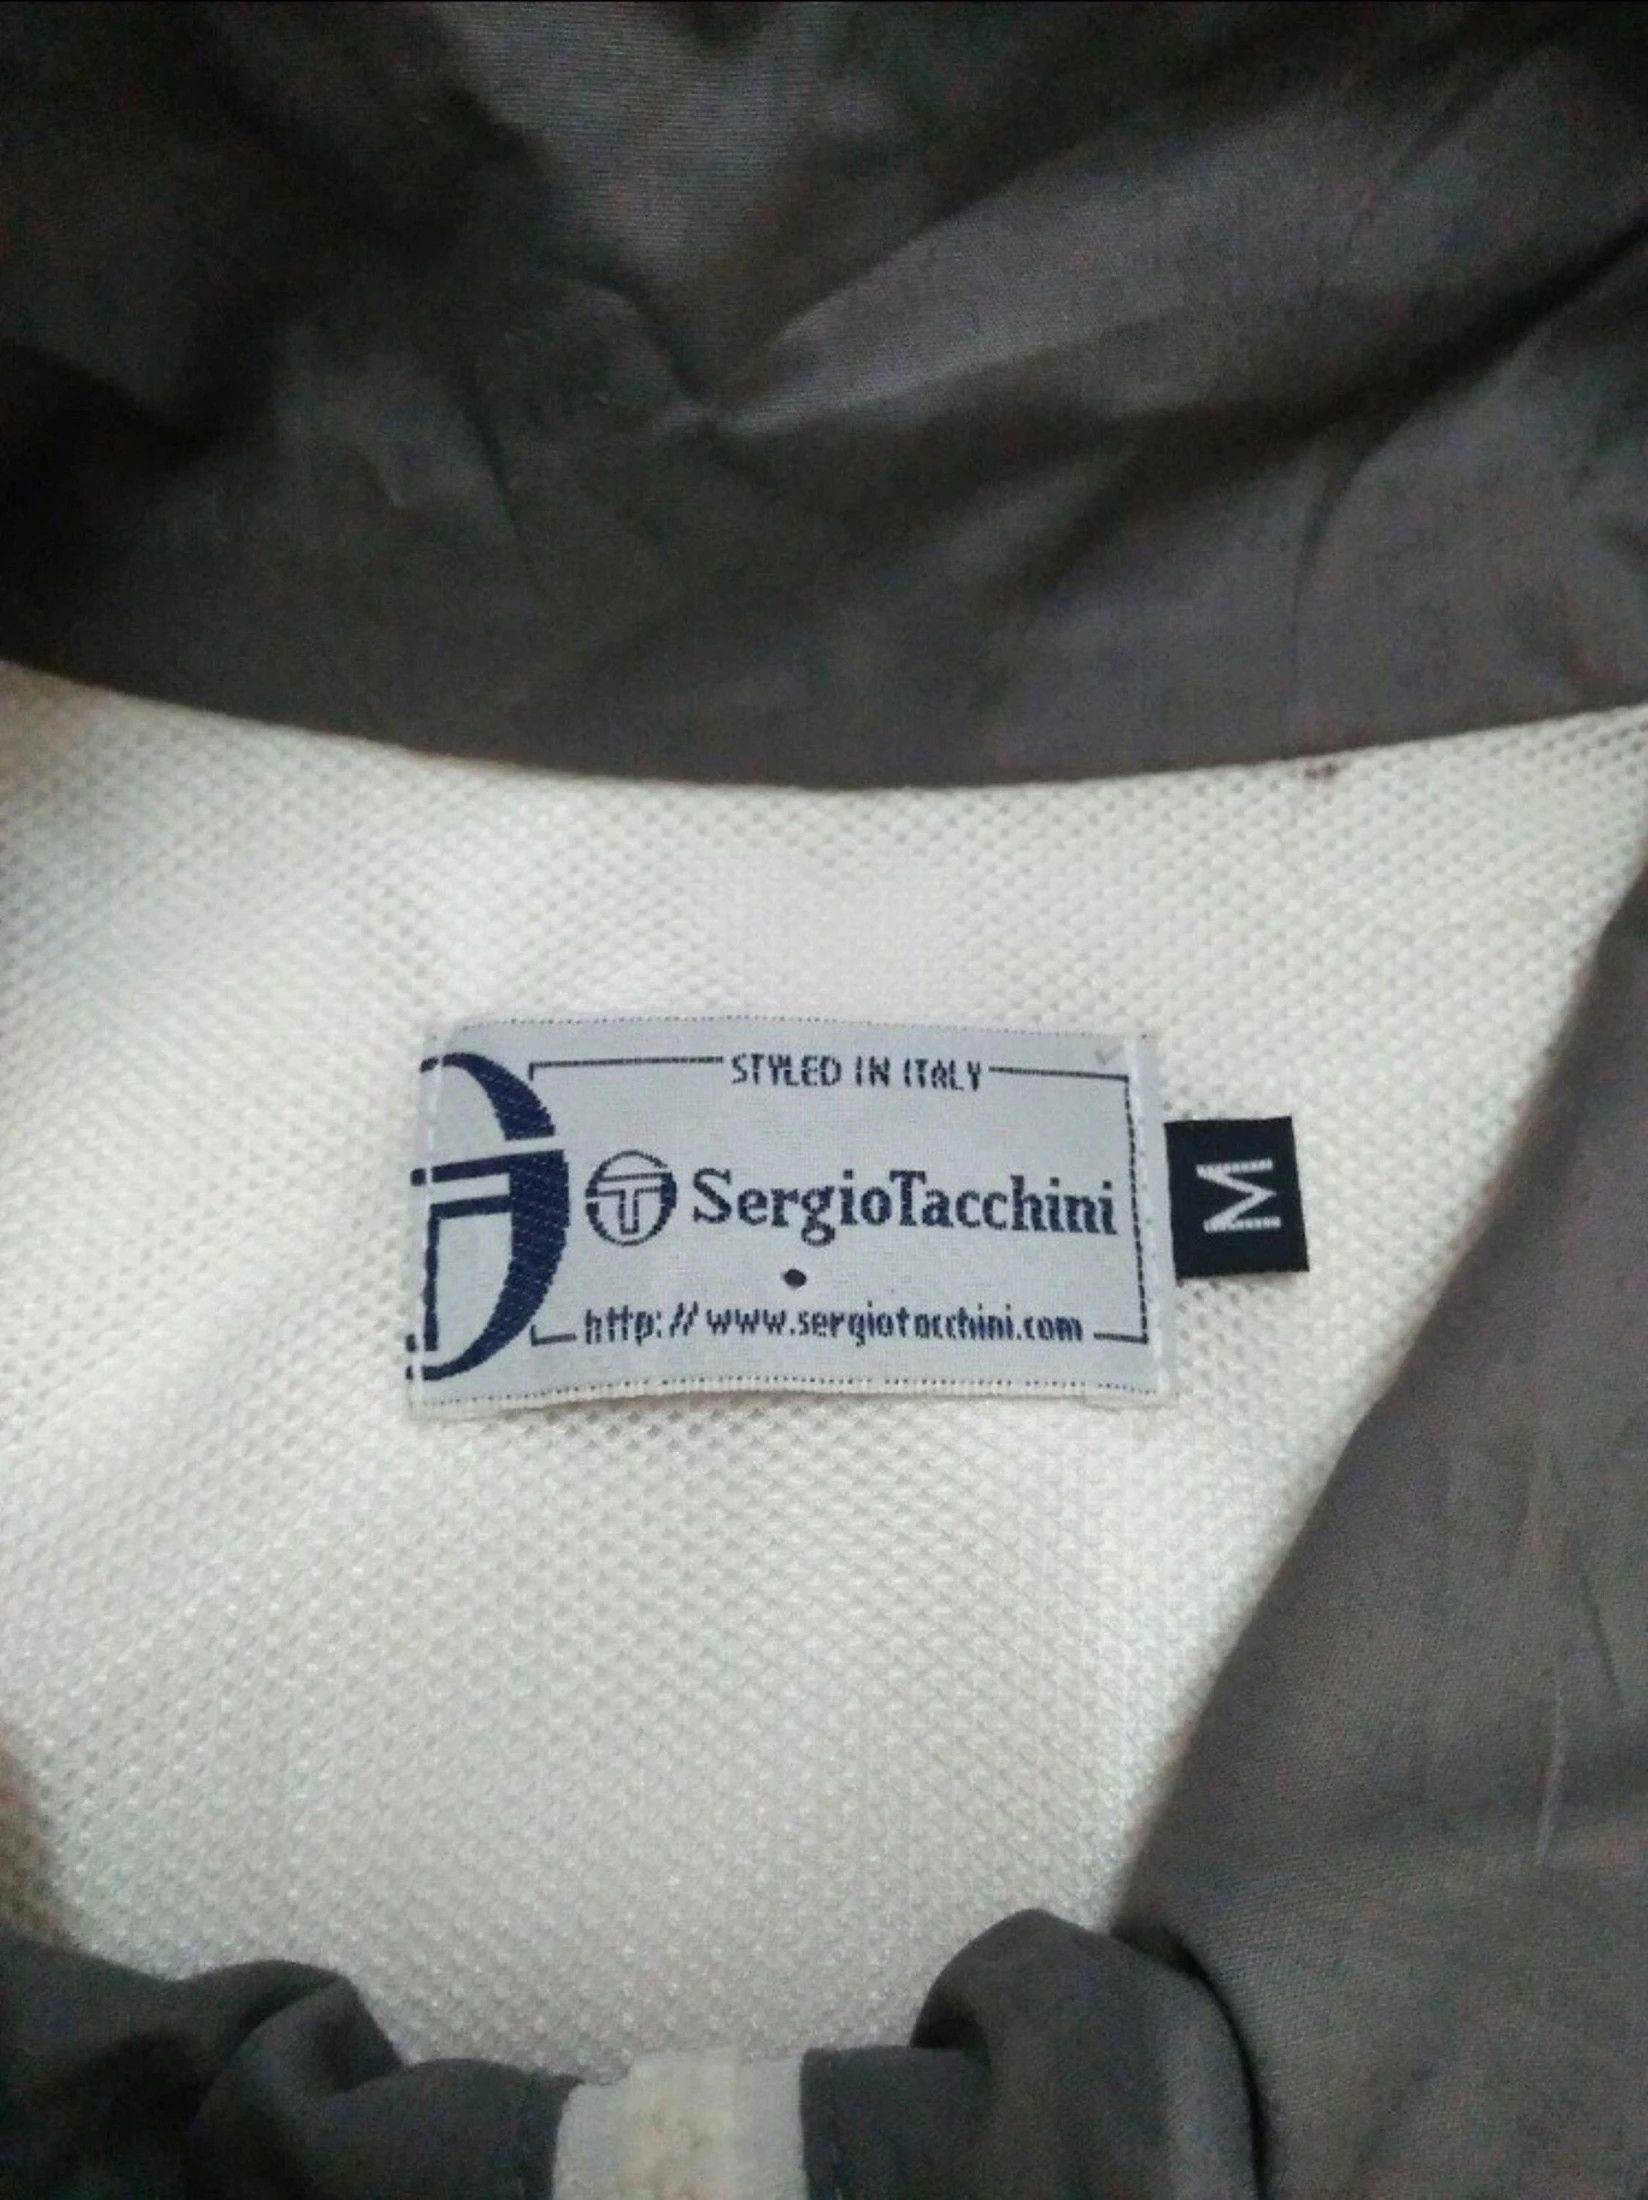 STYLED IN ITALY
SergioTacchini
http://www.sergiotacchini.com
M